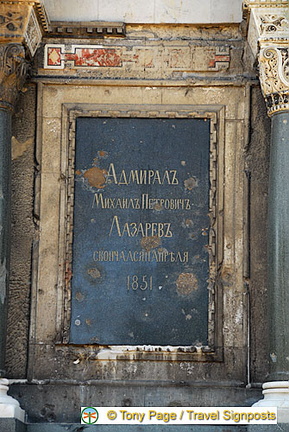 АДМИРАЛЪ
МИХАИЛЪ ПЕТРОВИЧЪ
ЛАЗАРЕВЪ
СКОНЧАЛСЯ 11 АПРѢЛЯ
1851
© Tony Page / Travel Signposts